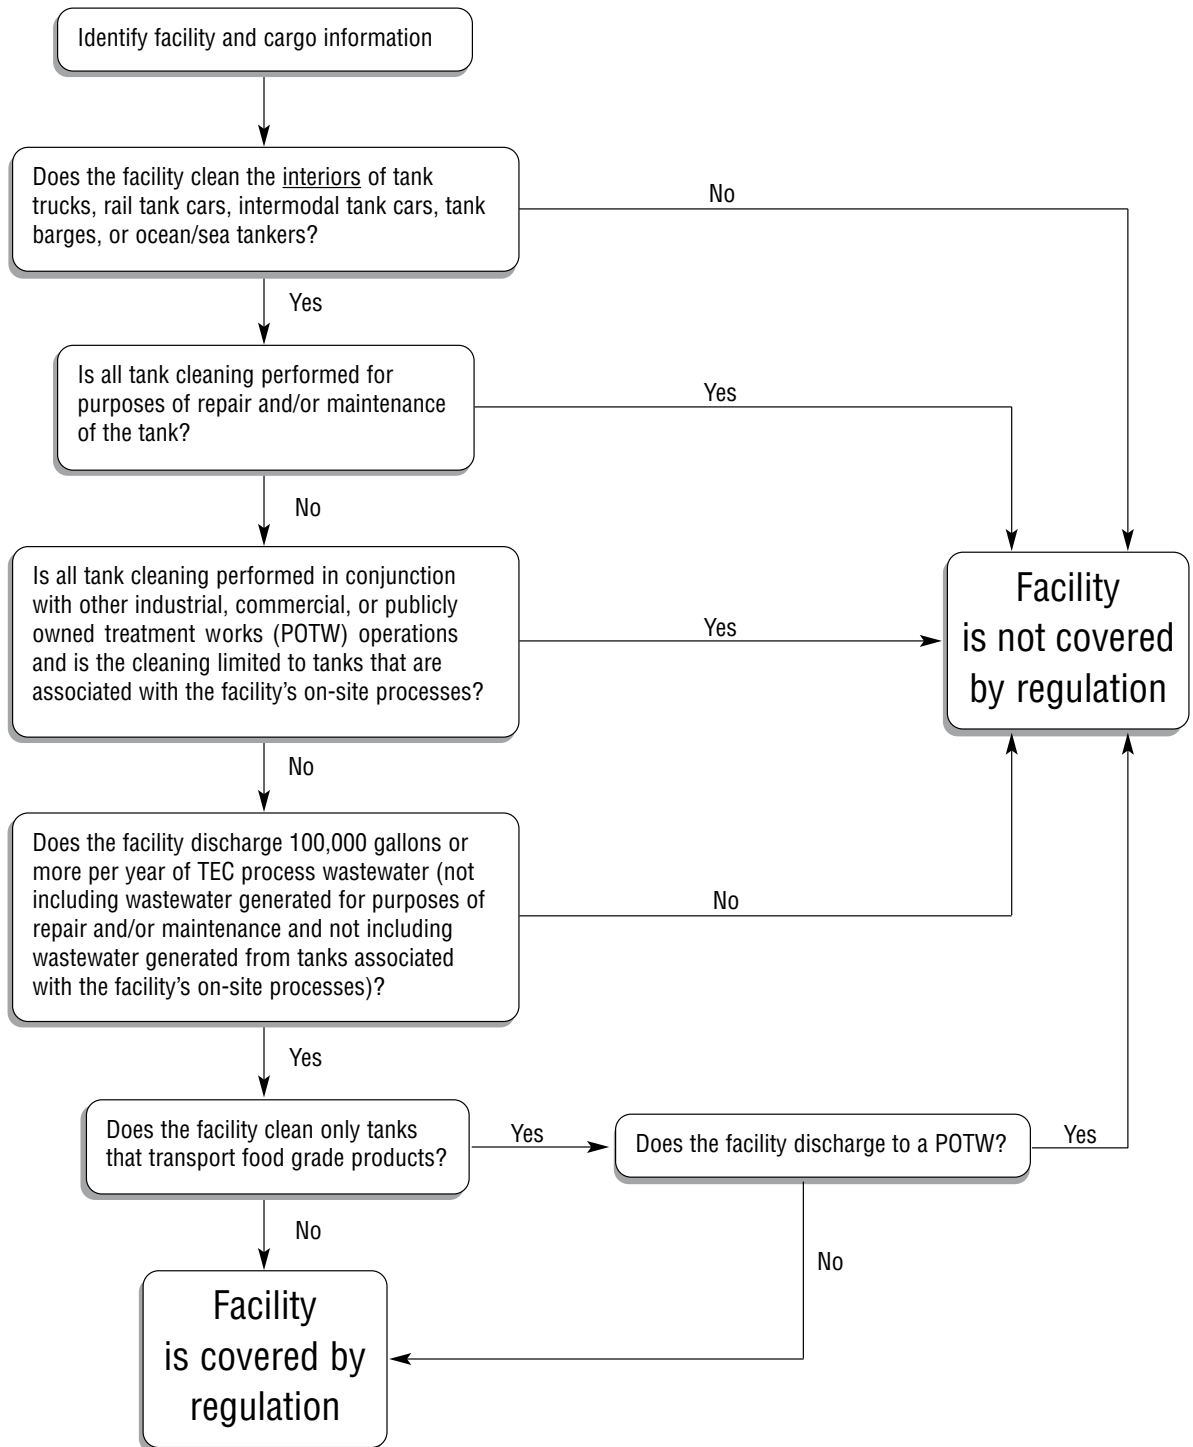 Identify facility and cargo information
Does the facility clean the interiors of tank
trucks, rail tank cars, intermodal tank cars, tank
barges, or ocean/sea tankers?
No
Yes
Is all tank cleaning performed for
purposes of repair and/or maintenance
of the tank?
Yes
No
Is all tank cleaning performed in conjunction
with other industrial, commercial, or publicly
owned treatment works (POTW) operations
and is the cleaning limited to tanks that are
associated with the facility’s on-site processes?
Yes
Facility
is not covered
by regulation
No
Does the facility discharge 100,000 gallons or
more per year of TEC process wastewater (not
including wastewater generated for purposes of
repair and/or maintenance and not including
wastewater generated from tanks associated
with the facility’s on-site processes)?
No
Yes
Does the facility clean only tanks
that transport food grade products?
Yes
Does the facility discharge to a POTW?
Yes
No
No
Facility
is covered by
regulation